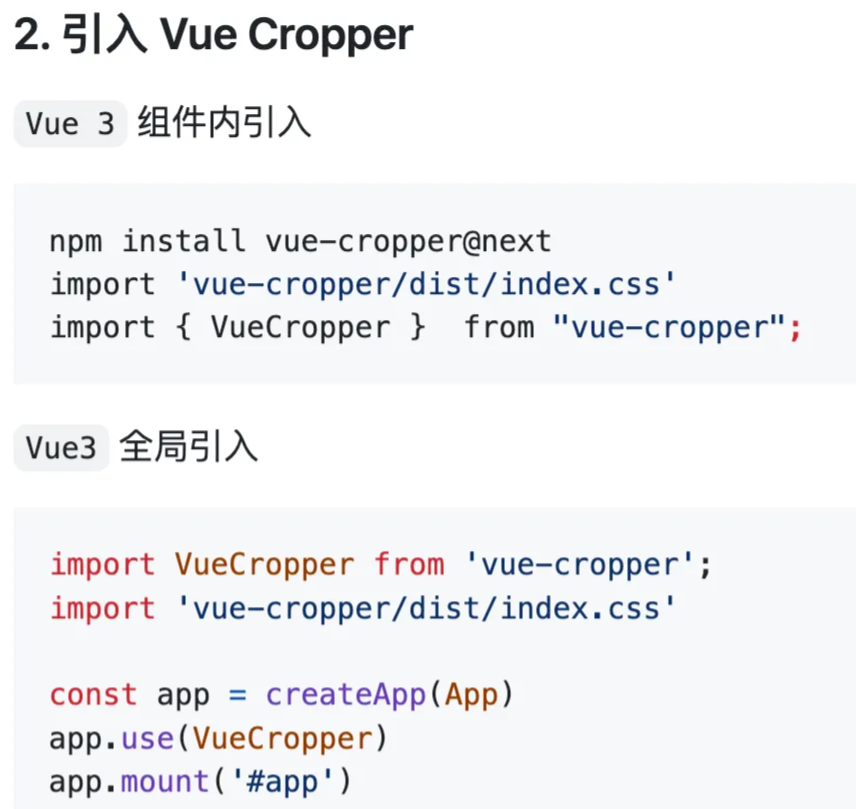 2. 引入 Vue Cropper
Vue 3 组件内引入
npm install vue-cropper@next
import 'vue-cropper/dist/index.css'
import { VueCropper }  from "vue-cropper";
Vue3 全局引入
import VueCropper from 'vue-cropper';
import 'vue-cropper/dist/index.css'
const app = createApp(App)
app.use(VueCropper)
app.mount('#app')